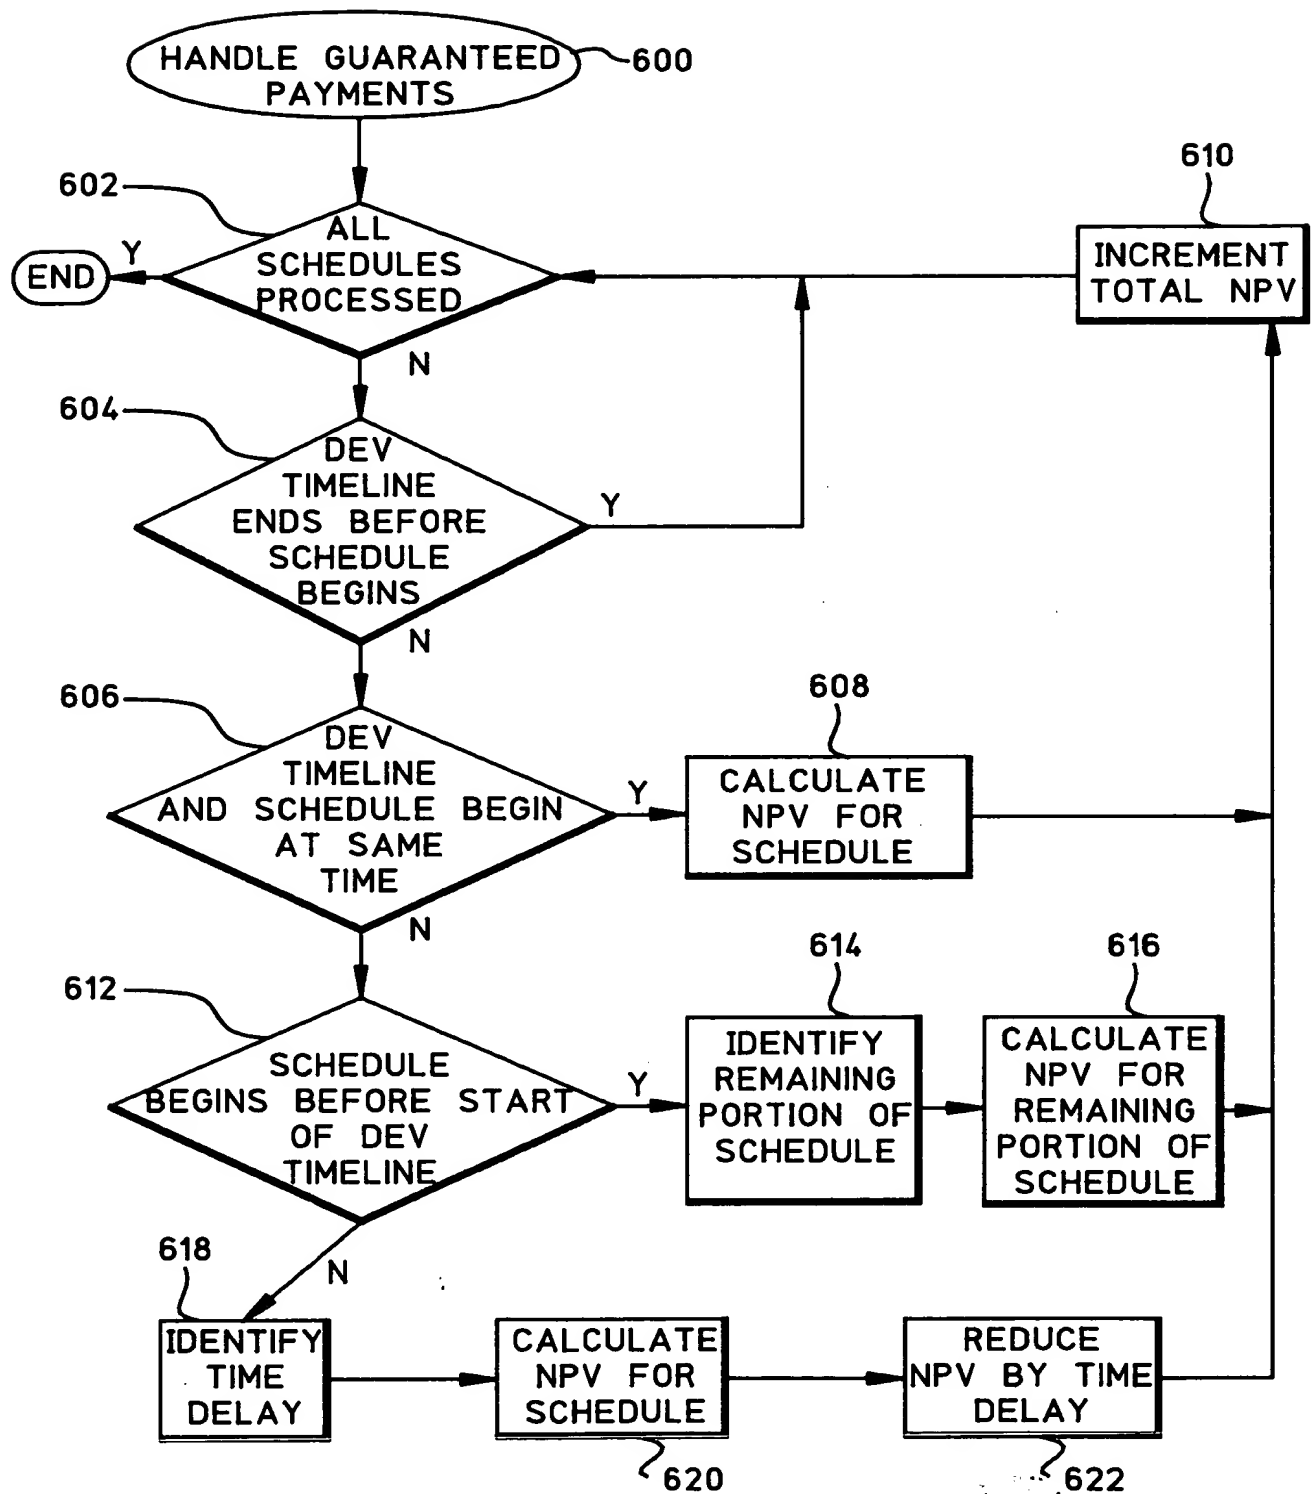 HANDLE GUARANTEED
PAYMENTS
600
602
ALL
SCHEDULES
PROCESSED
Y
END
N
610
INCREMENT
TOTAL NPV
604
DEV
TIMELINE
ENDS BEFORE
SCHEDULE
BEGINS
Y
N
606
DEV
TIMELINE
AND SCHEDULE BEGIN
AT SAME
TIME
Y
N
608
CALCULATE
NPV FOR
SCHEDULE
612
SCHEDULE
BEGINS BEFORE START
OF DEV
TIMELINE
Y
N
614
IDENTIFY
REMAINING
PORTION OF
SCHEDULE
616
CALCULATE
NPV FOR
REMAINING
PORTION OF
SCHEDULE
618
IDENTIFY
TIME
DELAY
CALCULATE
NPV FOR
SCHEDULE
620
REDUCE
NPV BY TIME
DELAY
622